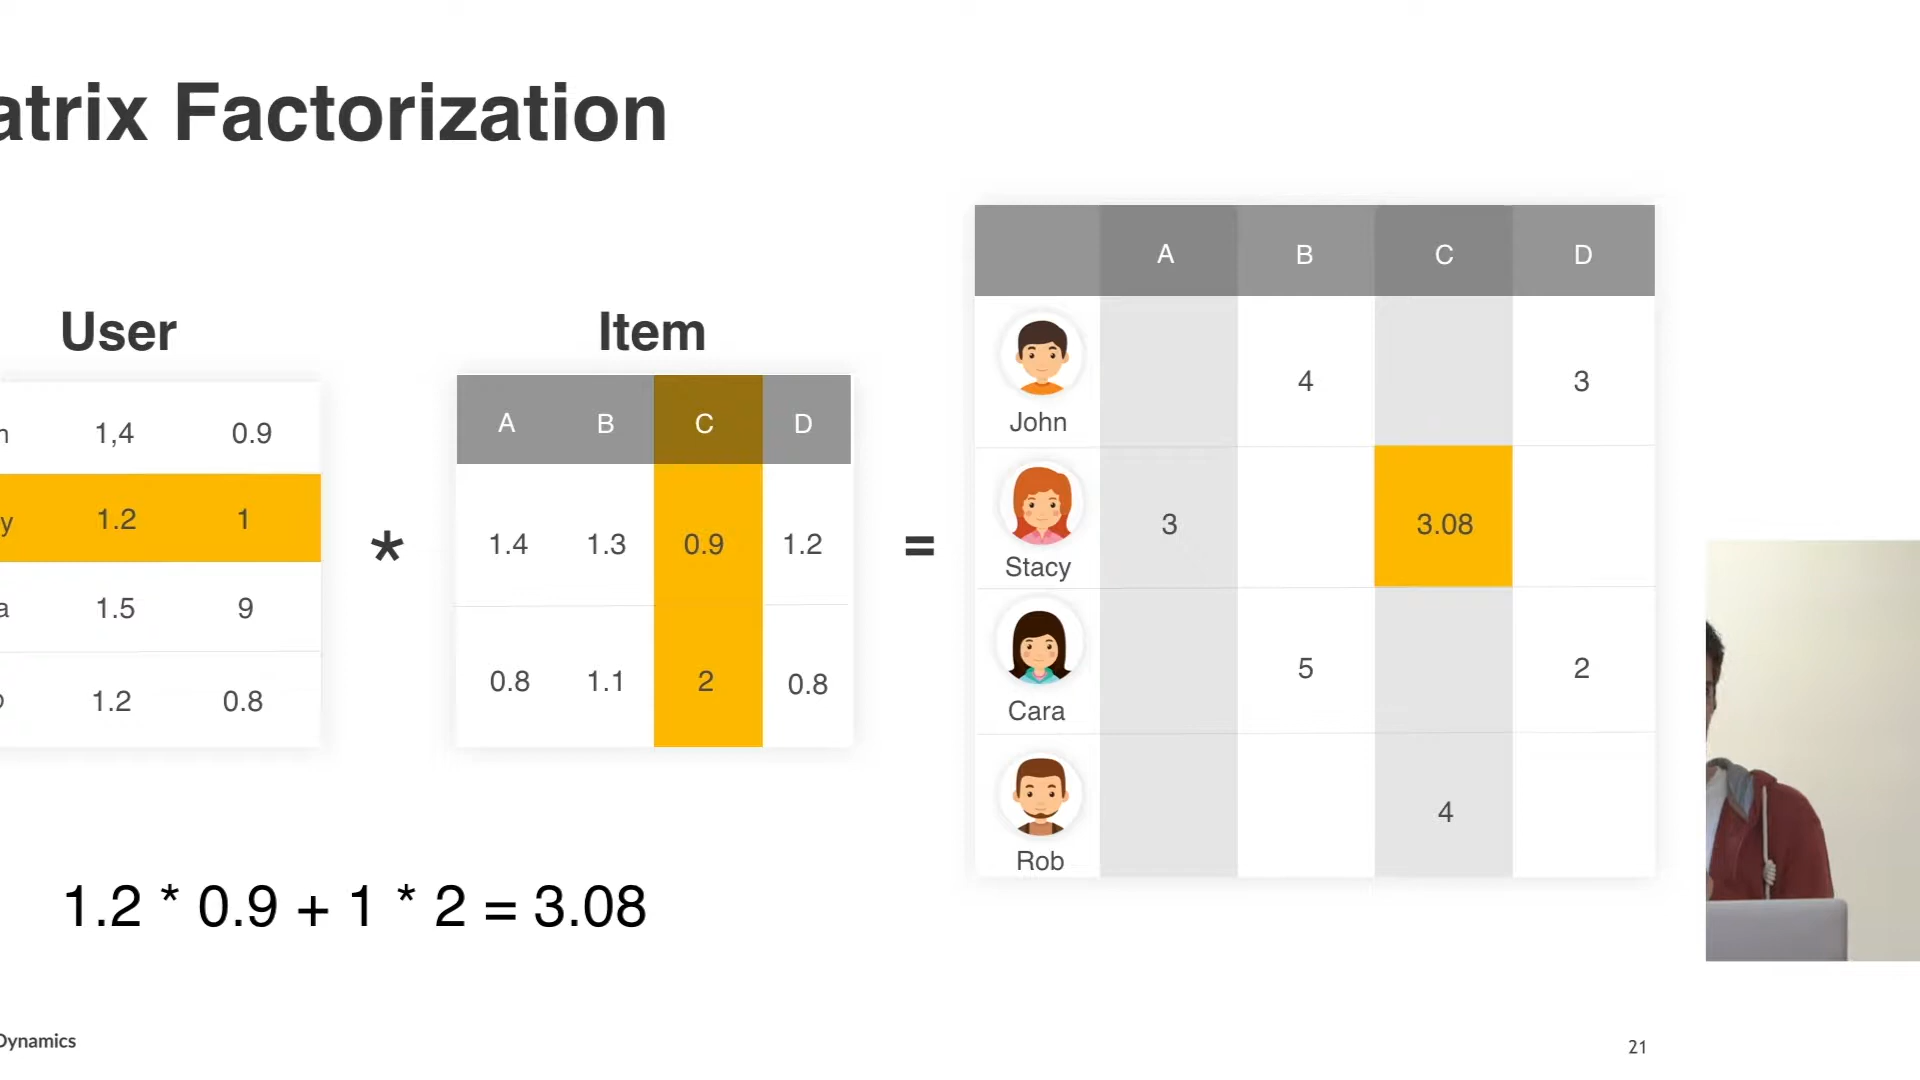 atrix Factorization
User
n 1,4 0.9
y 1.2 1
a 1.5 9
1.2 0.8
*
Item
A B C D
1.4 1.3 0.9 1.2
0.8 1.1 2 0.8
=
A B C D
John 4 3
Stacy 3 3.08
Cara 5 2
Rob 4
1.2 * 0.9 + 1 * 2 = 3.08
Dynamics
21